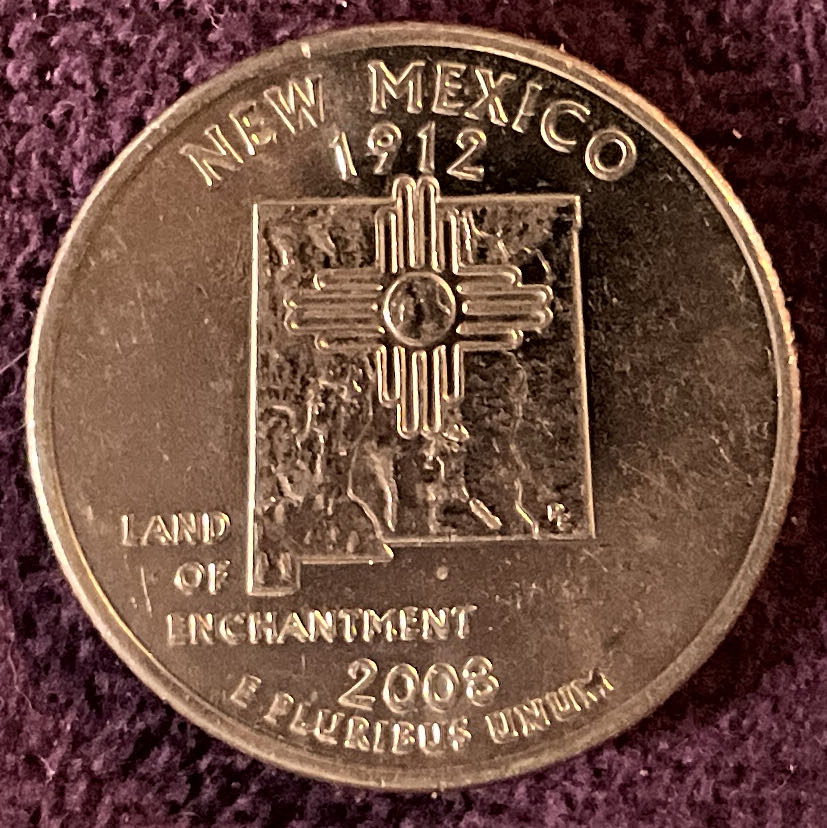 NEW MEXICO
1912
LAND
OF
ENCHANTMENT
2008
E PLURIBUS UNUM